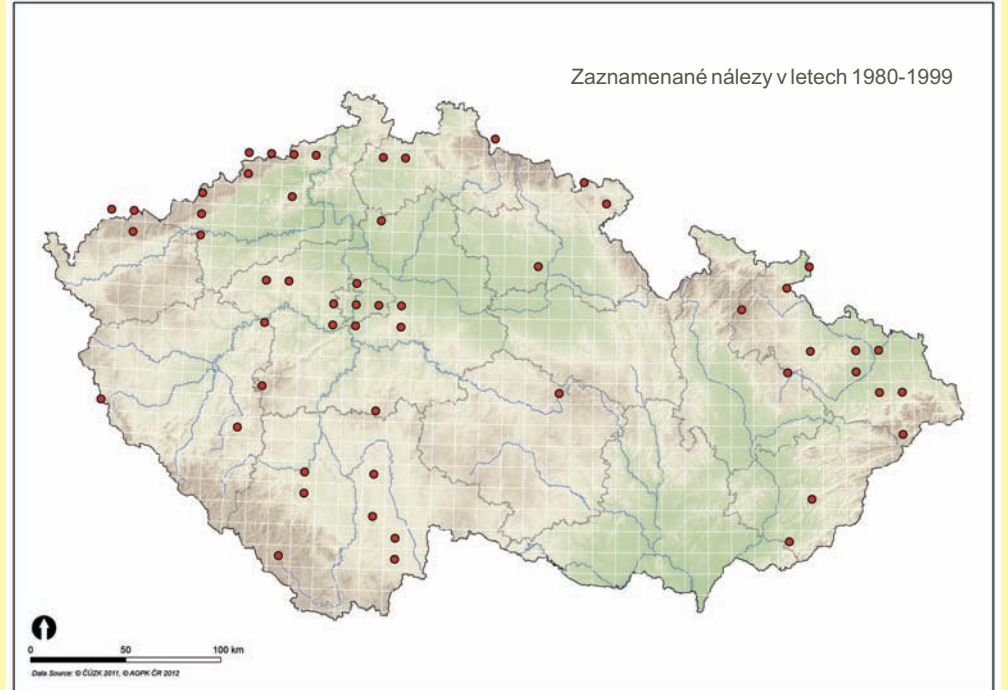 Zaznamenané nálezy v letech 1980-1999
0 50 100 km
Data Source: © ČÚZK 2011, © AOPK ČR 2012